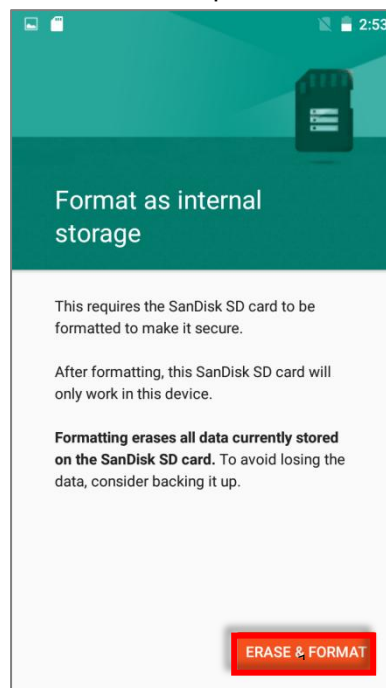 2:53
Format as internal
storage
This requires the SanDisk SD card to be
formatted to make it secure.
After formatting, this SanDisk SD card will
only work in this device.
Formatting erases all data currently stored
on the SanDisk SD card. To avoid losing the
data, consider backing it up.
ERASE & FORMAT